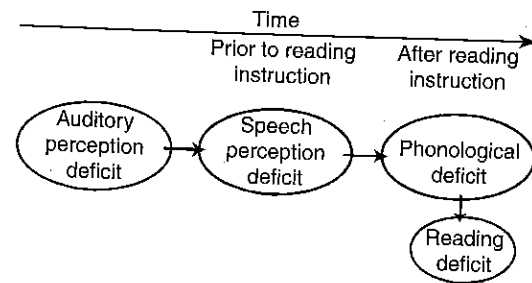 Time
Prior to reading
instruction
After reading
instruction
Auditory
perception
deficit
Speech
perception
deficit
Phonological
deficit
Reading
deficit